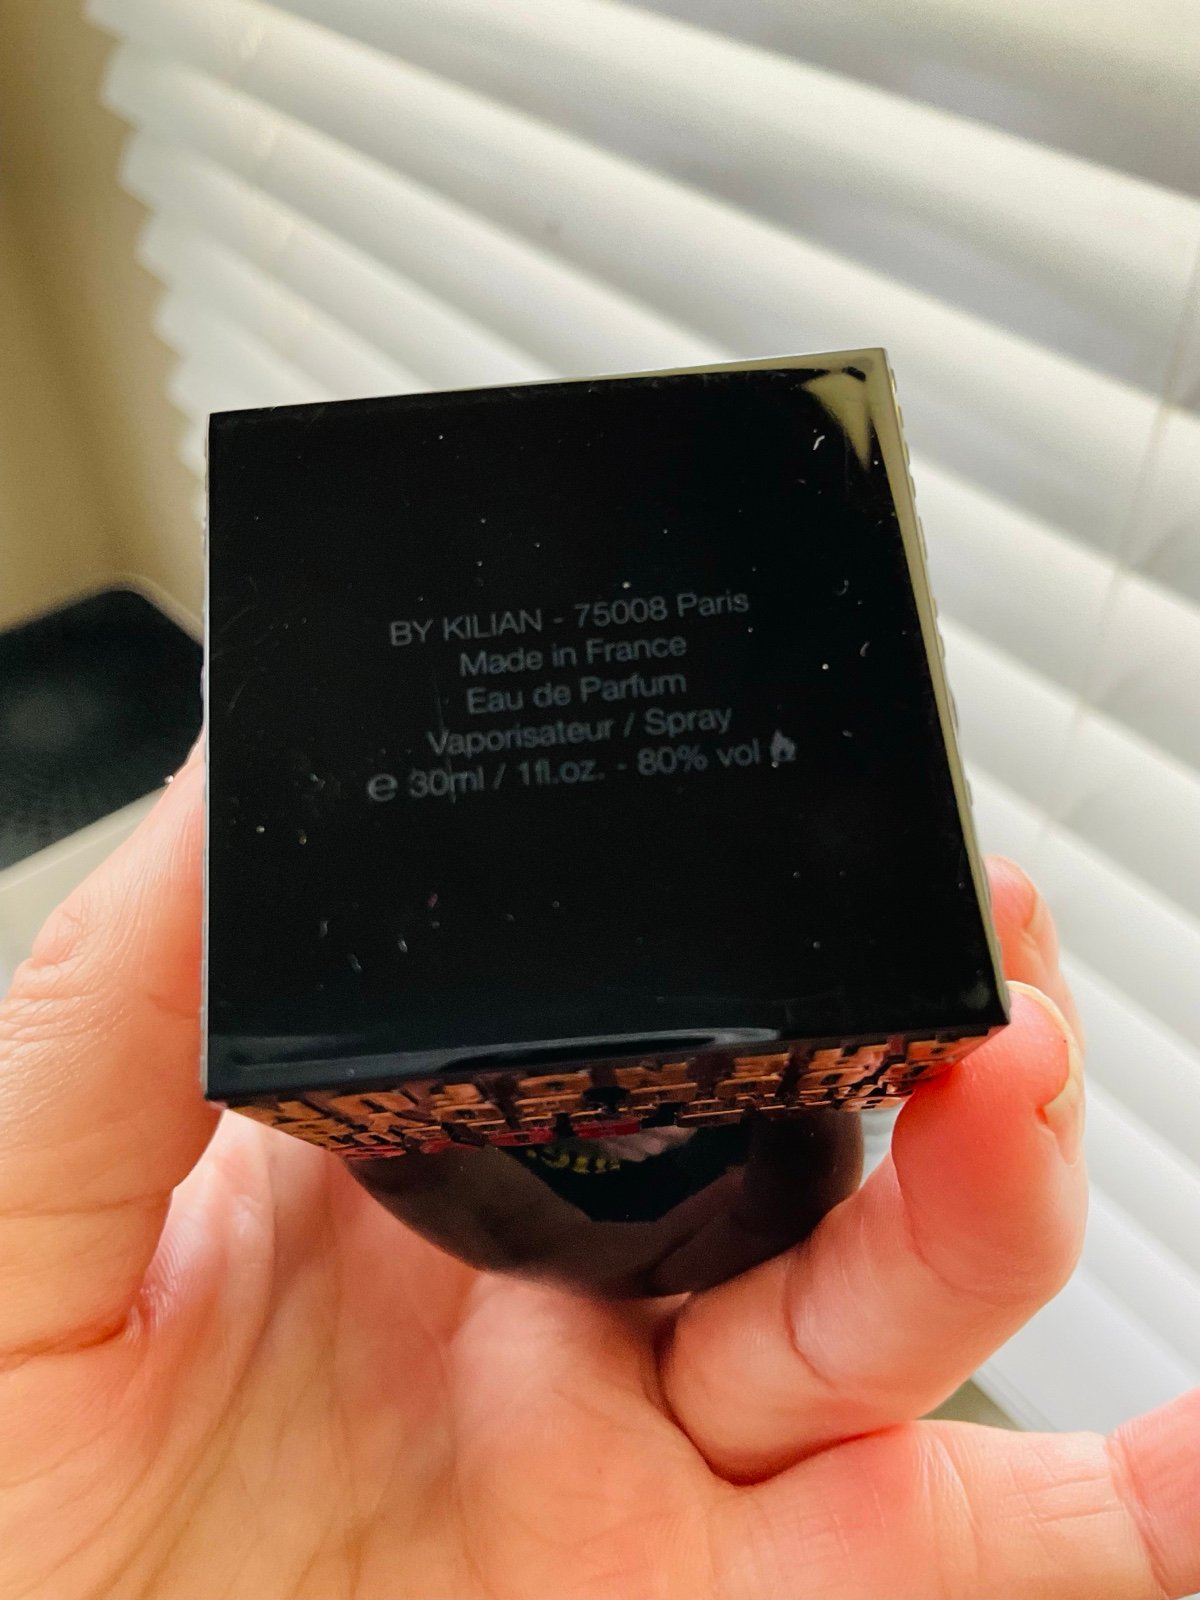 BY KILIAN - 75008 Paris
Made in France
Eau de Parfum
Vaporisateur / Spray
℮ 30ml / 1fl.oz. - 80% vol